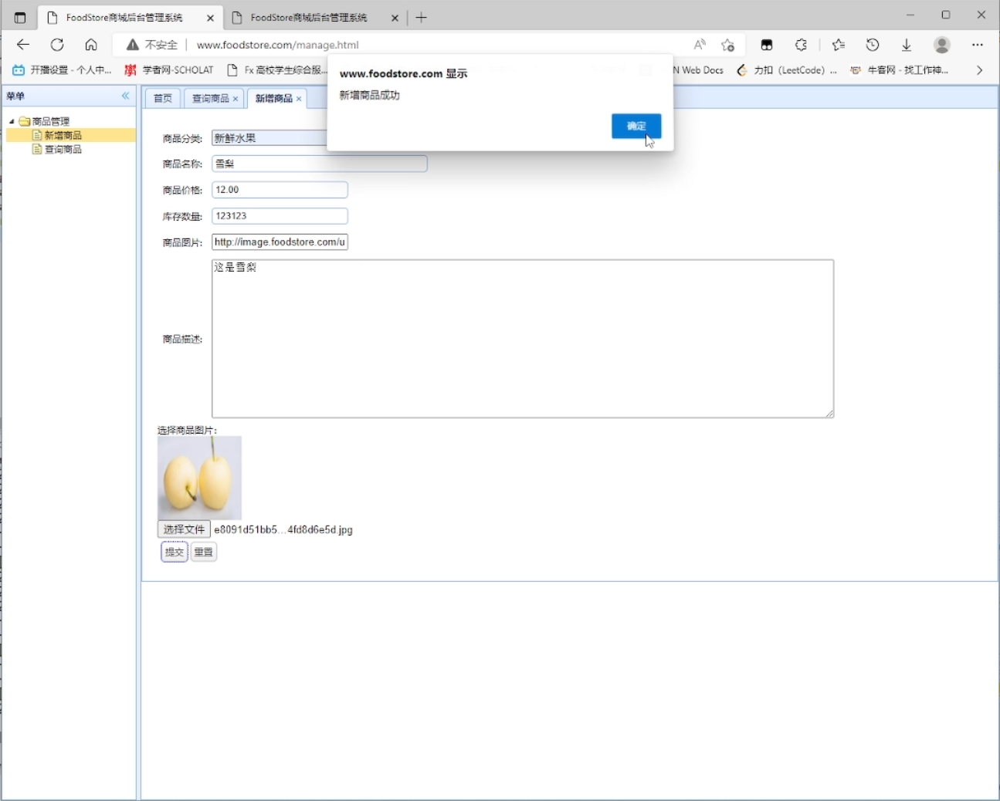 FoodStore商城后台管理系统
FoodStore商城后台管理系统
不安全
www.foodstore.com/manage.html
开播设置 - 个人中...
学者网-SCHOLAT
Fx 高校学生综合服...
N Web Docs
力扣（LeetCode）...
牛客网 - 找工作神...
www.foodstore.com 显示
新增商品成功
确定
菜单
首页
查询商品
新增商品
商品管理
新增商品
查询商品
商品分类: 新鲜水果
商品名称: 雪梨
商品价格: 12.00
库存数量: 123123
商品图片: http://image.foodstore.com/u
商品描述: 这是雪梨
选择商品图片:
选择文件 e8091d51bb5...4fd8d6e5d.jpg
提交 重置